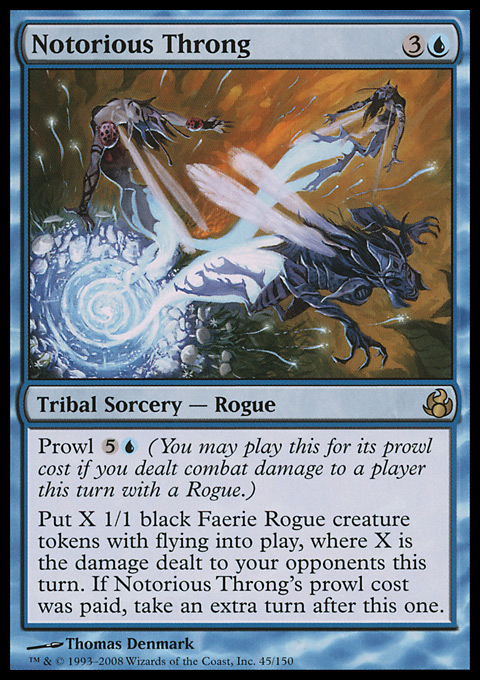 Notorious Throng 3
Tribal Sorcery — Rogue
Prowl 5 (You may play this for its prowl
cost if you dealt combat damage to a player
this turn with a Rogue.)
Put X 1/1 black Faerie Rogue creature
tokens with flying into play, where X is
the damage dealt to your opponents this
turn. If Notorious Throng's prowl cost
was paid, take an extra turn after this one.
Thomas Denmark
™ & © 1993–2008 Wizards of the Coast, Inc. 45/150